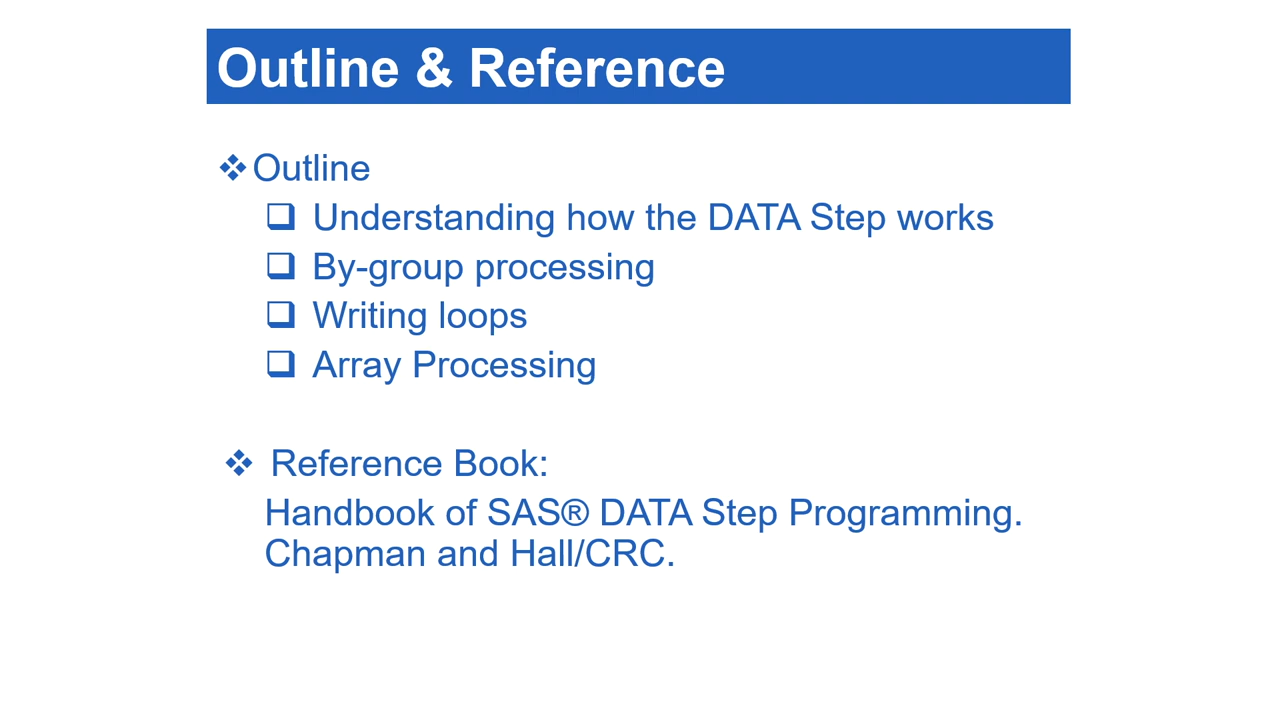 Outline & Reference
❖ Outline
❑ Understanding how the DATA Step works
❑ By-group processing
❑ Writing loops
❑ Array Processing
❖ Reference Book:
Handbook of SAS® DATA Step Programming.
Chapman and Hall/CRC.